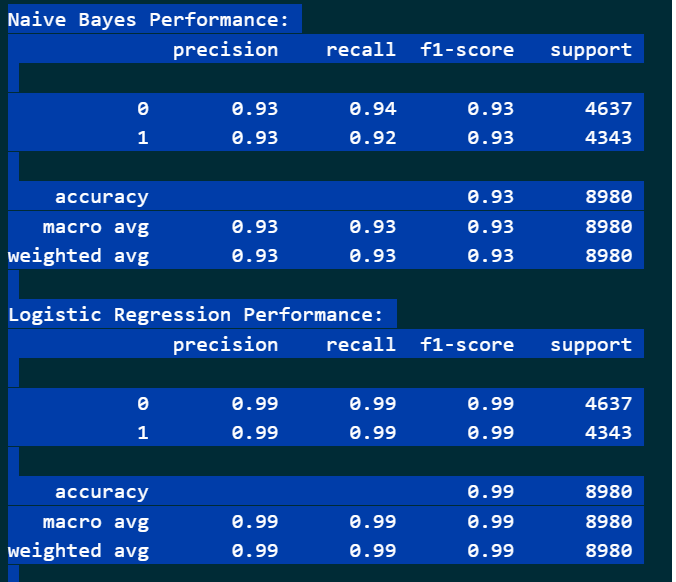 Naive Bayes Performance:
precision recall f1-score support
0 0.93 0.94 0.93 4637
1 0.93 0.92 0.93 4343
accuracy 0.93 8980
macro avg 0.93 0.93 0.93 8980
weighted avg 0.93 0.93 0.93 8980
Logistic Regression Performance:
precision recall f1-score support
0 0.99 0.99 0.99 4637
1 0.99 0.99 0.99 4343
accuracy 0.99 8980
macro avg 0.99 0.99 0.99 8980
weighted avg 0.99 0.99 0.99 8980